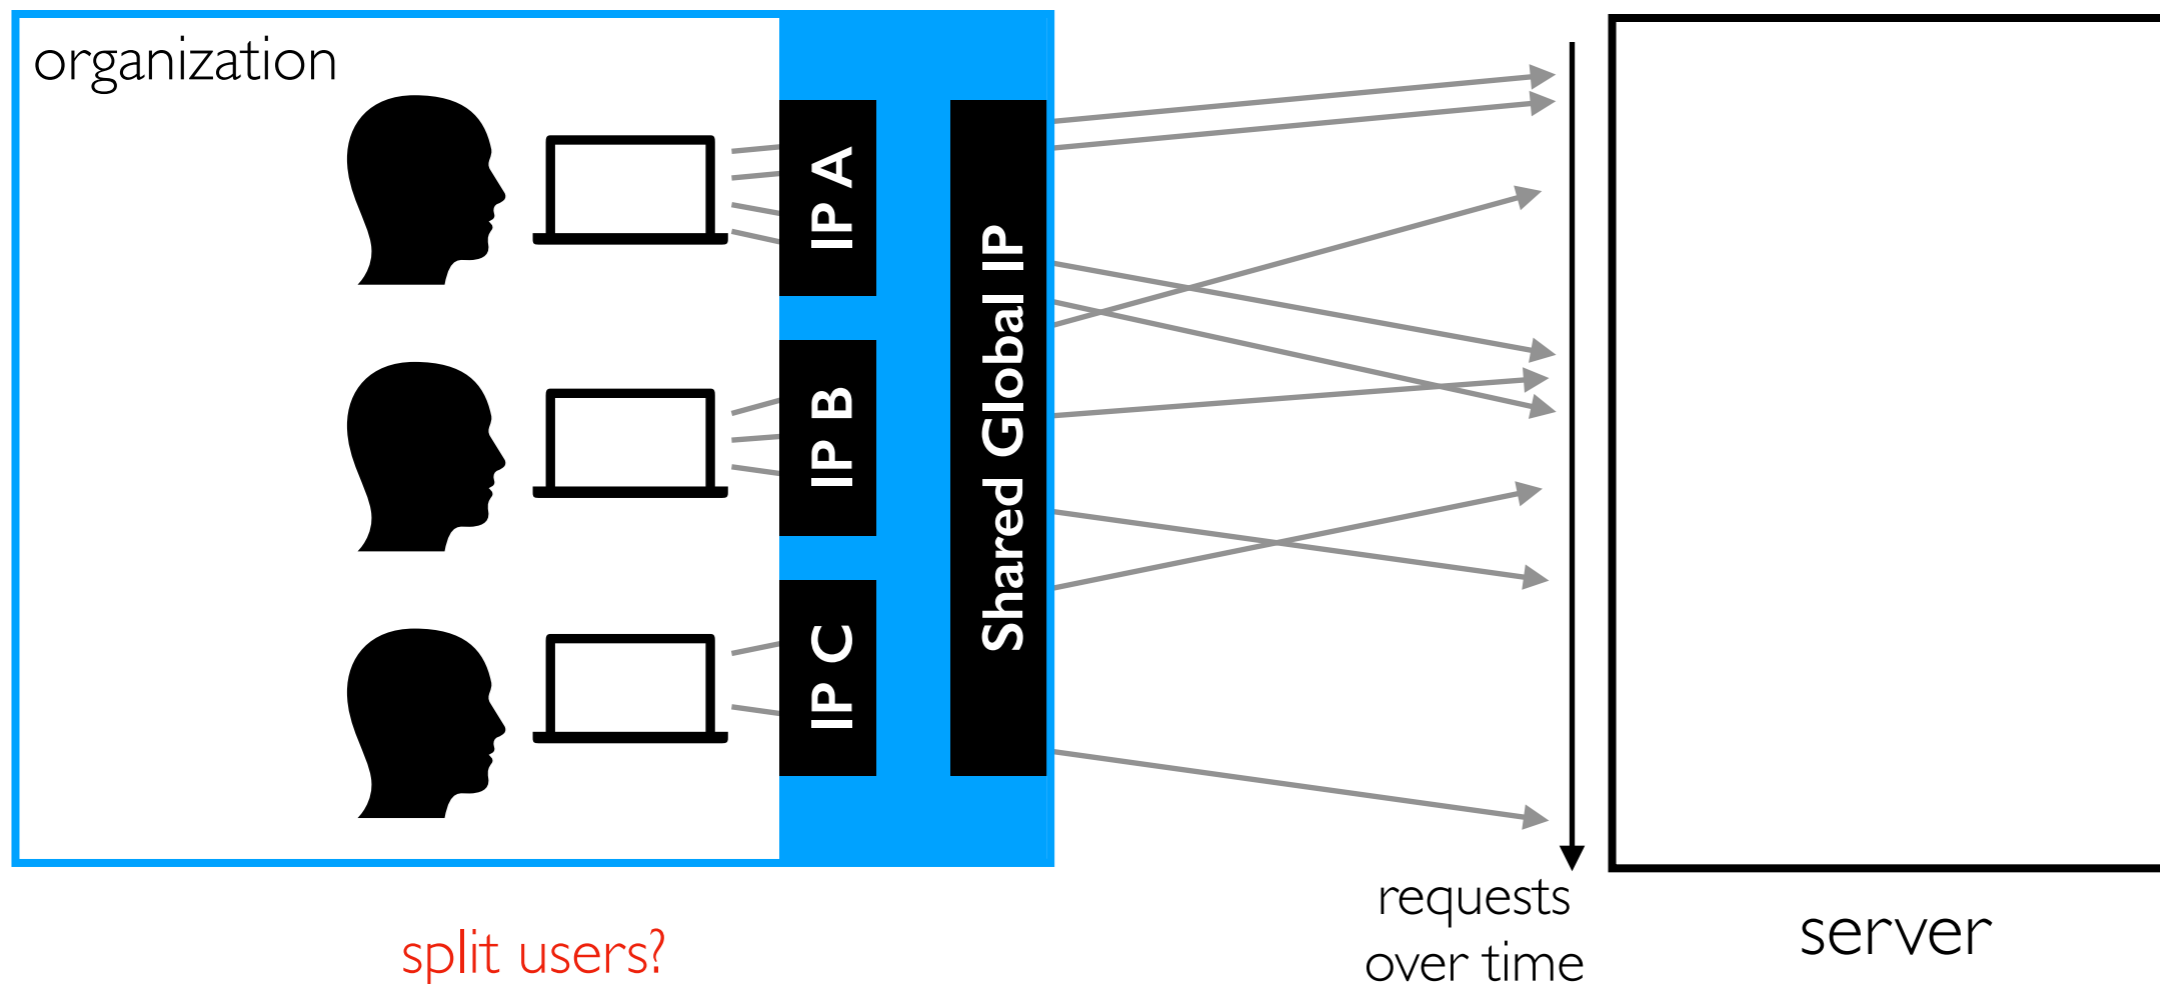 organization
IP A
IP B
IP C
Shared Global IP
requests
over time
server
split users?